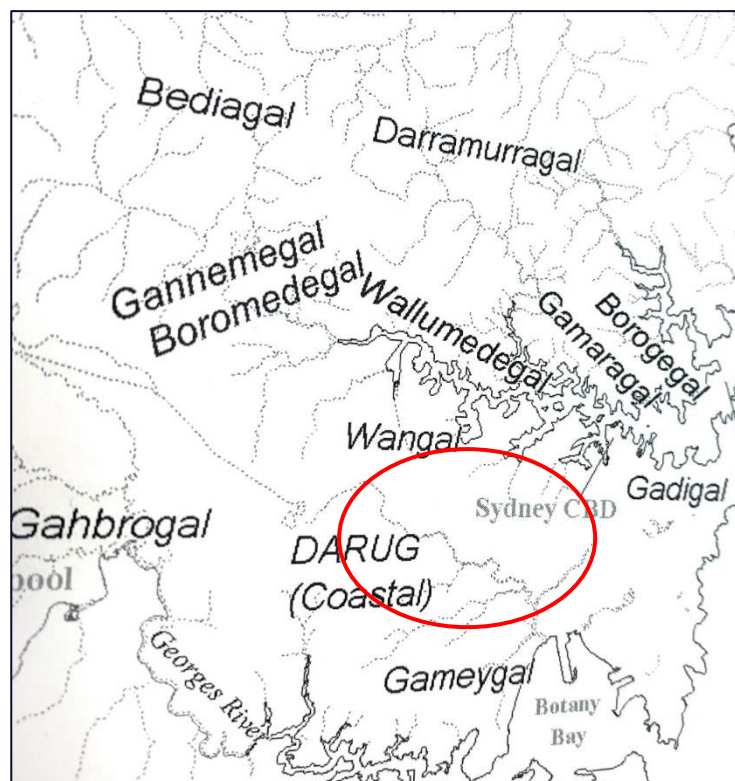 Bediagal
Darramurragal
Gannemegal
Boromedegal
Wallumedegal
Gamaragal
Borogegal
Wangal
Gadigal
Sydney CBD
Gahbrogal
DARUG
(Coastal)
pool
Georges River
Gameygal
Botany
Bay